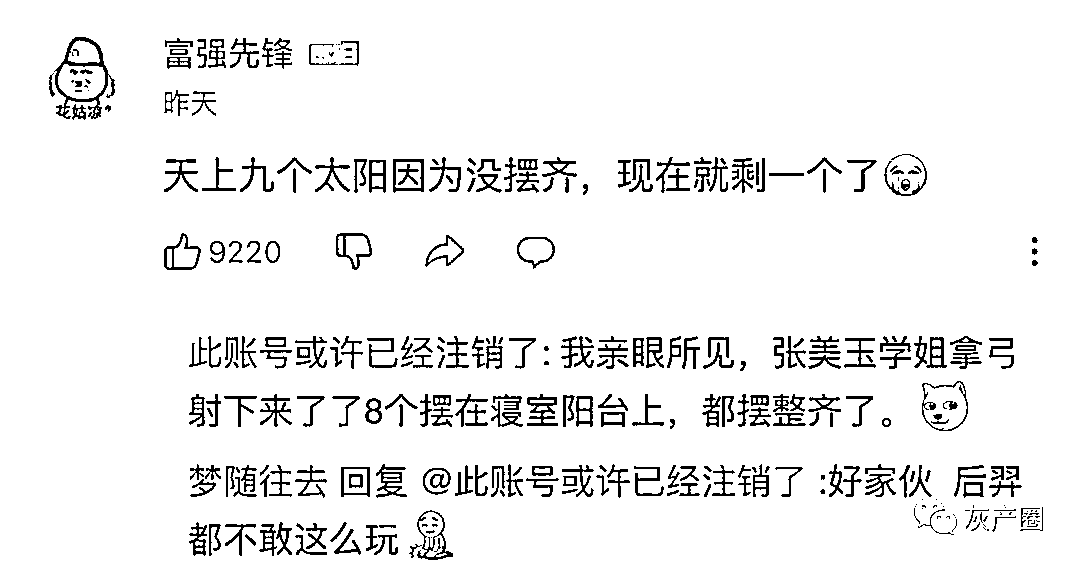 富强先锋
昨天
花姑凉
天上九个太阳因为没摆齐，现在就剩一个了
9220
此账号或许已经注销了：我亲眼所见，张美玉学姐拿弓
射下来了了8个摆在寝室阳台上，都摆整齐了。
梦随往去 回复 @此账号或许已经注销了 :好家伙 后羿
都不敢这么玩
灰产圈